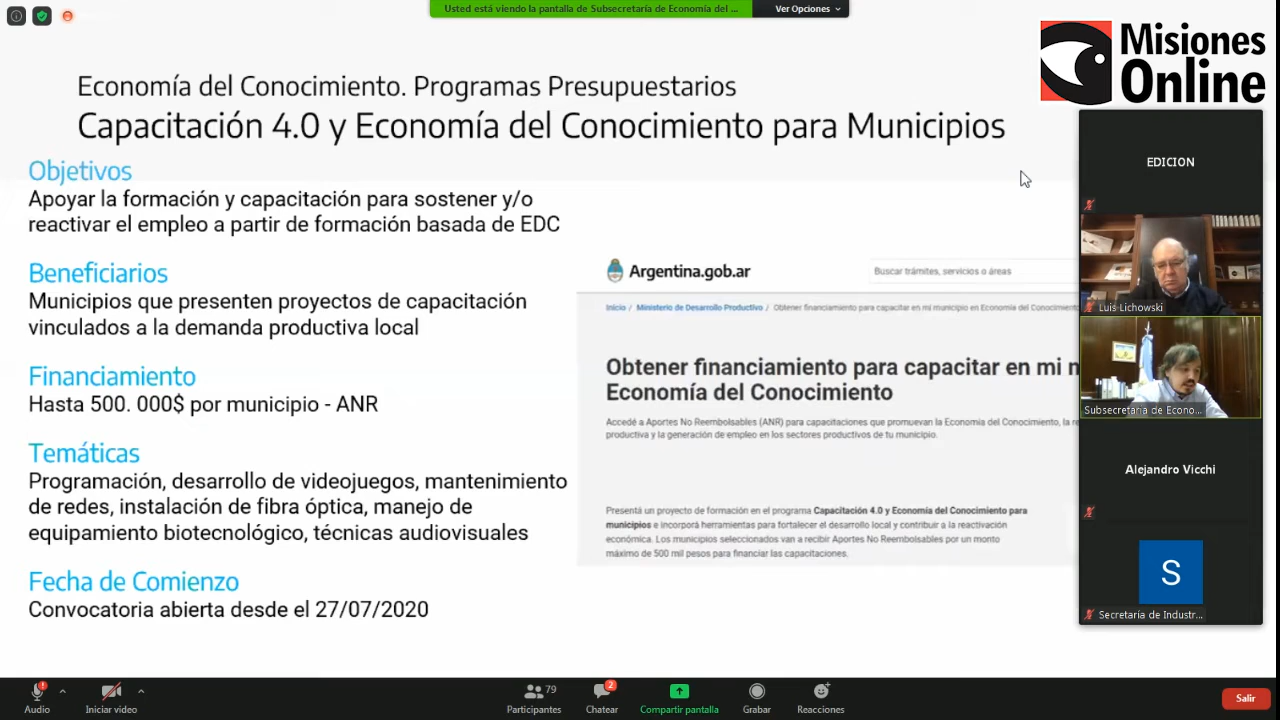 Usted está viendo la pantalla de Subsecretaría de Economía del ...
Ver Opciones
Misiones
Online
Economía del Conocimiento. Programas Presupuestarios
Capacitación 4.0 y Economía del Conocimiento para Municipios
Objetivos
Apoyar la formación y capacitación para sostener y/o
reactivar el empleo a partir de formación basada de EDC
Beneficiarios
Municipios que presenten proyectos de capacitación
vinculados a la demanda productiva local
Financiamiento
Hasta 500. 000$ por municipio - ANR
Temáticas
Programación, desarrollo de videojuegos, mantenimiento
de redes, instalación de fibra óptica, manejo de
equipamiento biotecnológico, técnicas audiovisuales
Fecha de Comienzo
Convocatoria abierta desde el 27/07/2020
Argentina.gob.ar
Buscar trámites, servicios o áreas
Inicio / Ministerio de Desarrollo Productivo / Obtener financiamiento para capacitar en mi municipio en Economía del Conocimiento
Obtener financiamiento para capacitar en mi
Economía del Conocimiento
Accedé a Aportes No Reembolsables (ANR) para capacitaciones que promuevan la Economía del Conocimiento, la
productiva y la generación de empleo en los sectores productivos de tu municipio.
Presentá un proyecto de formación en el programa Capacitación 4.0 y Economía del Conocimiento para
municipios e incorporá herramientas para fortalecer el desarrollo local y contribuir a la reactivación
económica. Los municipios seleccionados van a recibir Aportes No Reembolsables por un monto
máximo de 500 mil pesos para financiar las capacitaciones.
EDICION
Luis Lichowski
Subsecretaría de Econo...
Alejandro Vicchi
S
Secretaría de Industr...
Audio
Iniciar video
79
Participantes
2
Chatear
Compartir pantalla
Grabar
Reacciones
Salir